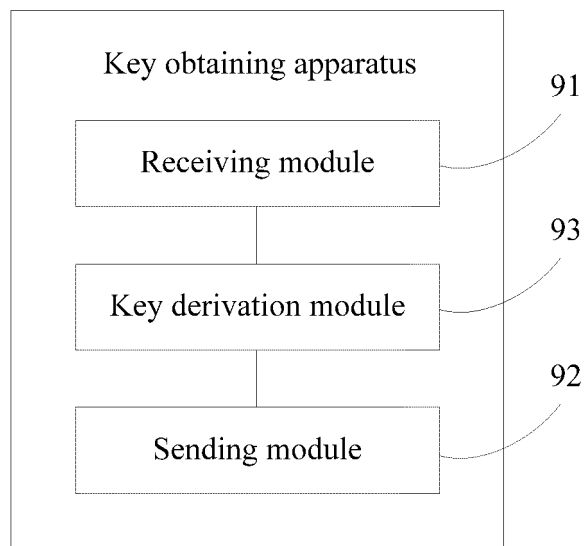 Key obtaining apparatus
91
Receiving module
93
Key derivation module
92
Sending module